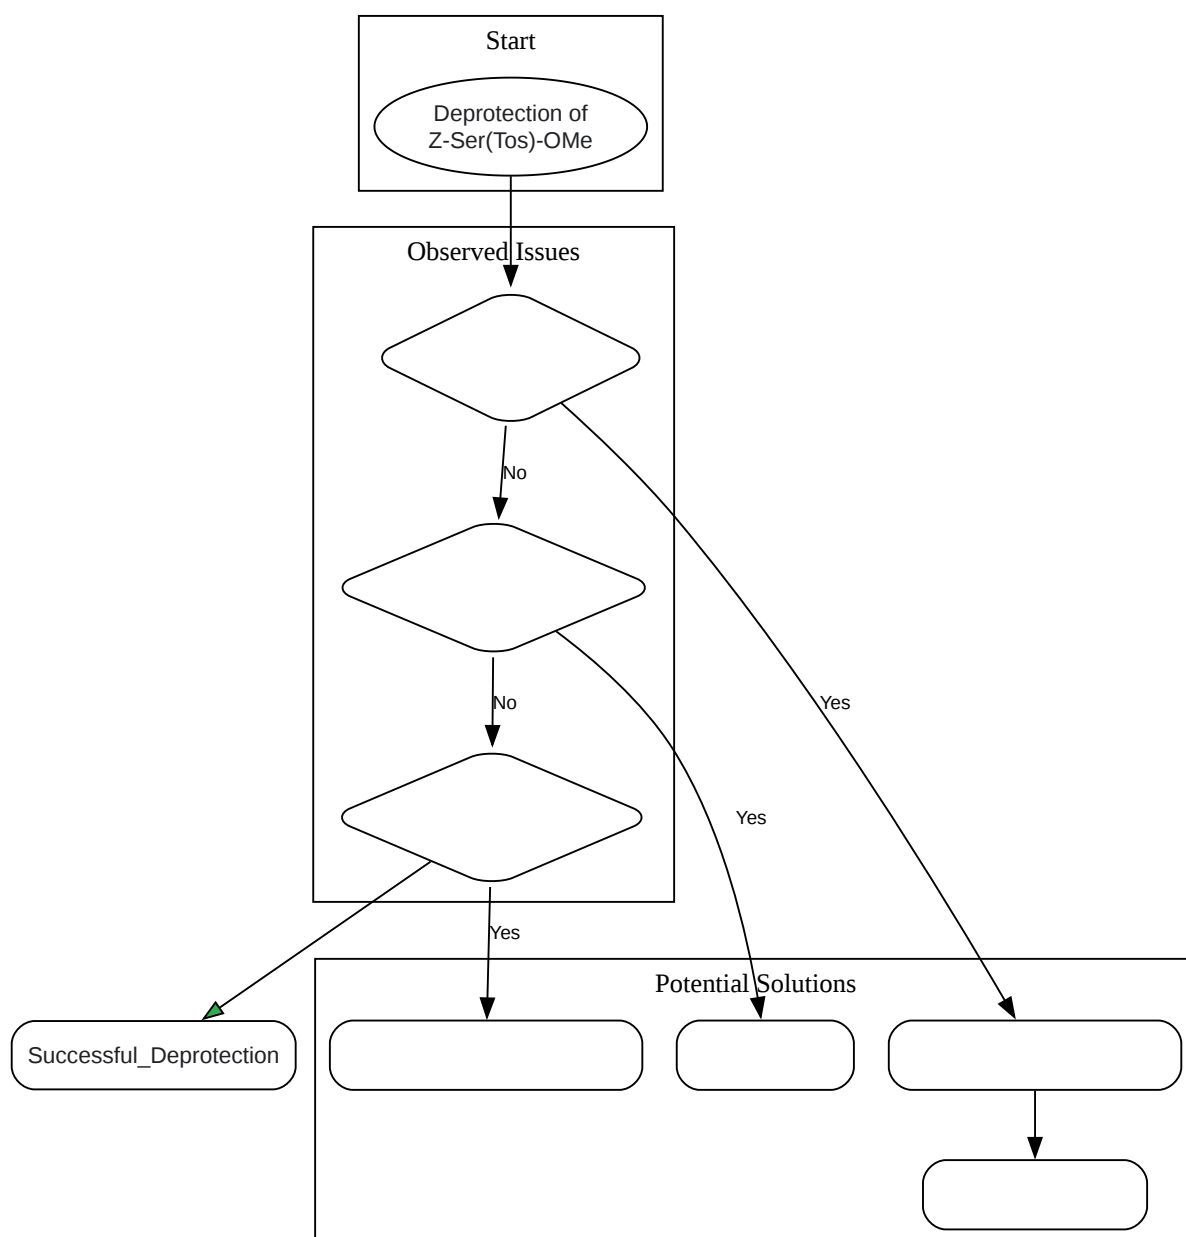 Start
Deprotection of
Z-Ser(Tos)-OMe
Observed Issues
No
No
Yes
Yes
Yes
Potential Solutions
Successful_Deprotection